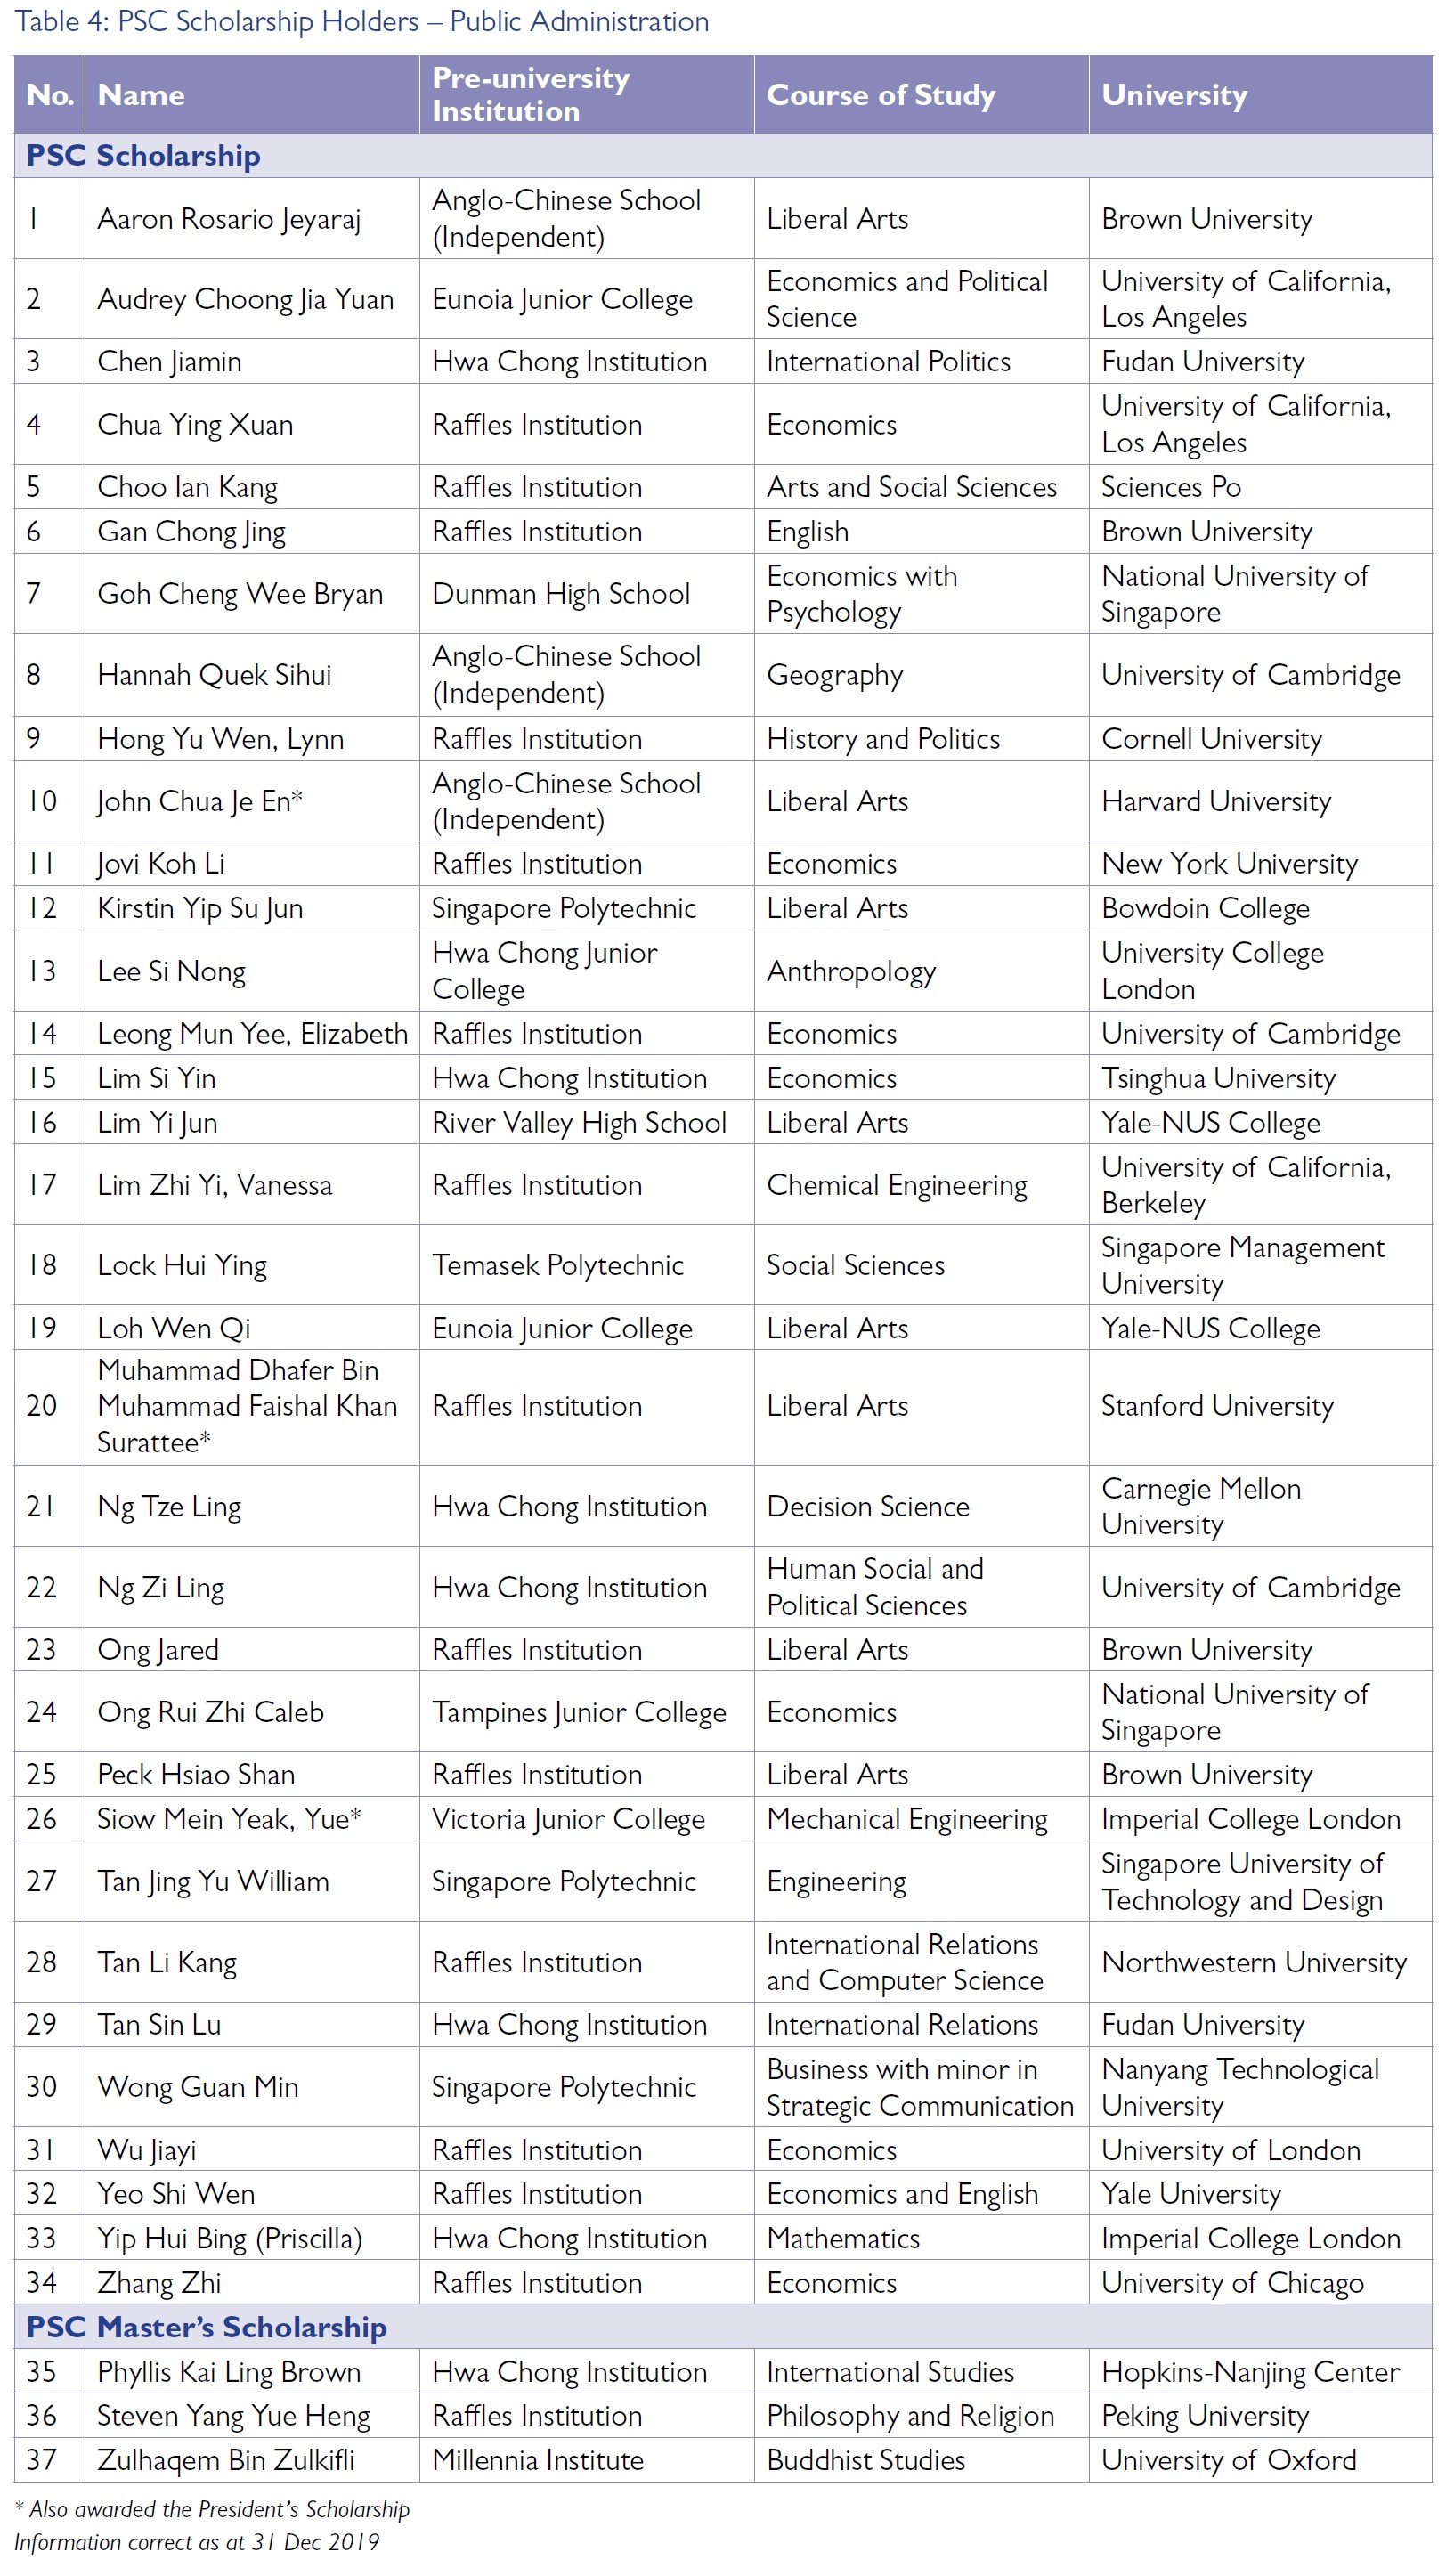 Table 4: PSC Scholarship Holders – Public Administration
No. Name Pre-university Institution Course of Study University
PSC Scholarship
1 Aaron Rosario Jeyaraj Anglo-Chinese School (Independent) Liberal Arts Brown University
2 Audrey Choong Jia Yuan Eunoia Junior College Economics and Political Science University of California, Los Angeles
3 Chen Jiamin Hwa Chong Institution International Politics Fudan University
4 Chua Ying Xuan Raffles Institution Economics University of California, Los Angeles
5 Choo Ian Kang Raffles Institution Arts and Social Sciences Sciences Po
6 Gan Chong Jing Raffles Institution English Brown University
7 Goh Cheng Wee Bryan Dunman High School Economics with Psychology National University of Singapore
8 Hannah Quek Sihui Anglo-Chinese School (Independent) Geography University of Cambridge
9 Hong Yu Wen, Lynn Raffles Institution History and Politics Cornell University
10 John Chua Je En* Anglo-Chinese School (Independent) Liberal Arts Harvard University
11 Jovi Koh Li Raffles Institution Economics New York University
12 Kirstin Yip Su Jun Singapore Polytechnic Liberal Arts Bowdoin College
13 Lee Si Nong Hwa Chong Junior College Anthropology University College London
14 Leong Mun Yee, Elizabeth Raffles Institution Economics University of Cambridge
15 Lim Si Yin Hwa Chong Institution Economics Tsinghua University
16 Lim Yi Jun River Valley High School Liberal Arts Yale-NUS College
17 Lim Zhi Yi, Vanessa Raffles Institution Chemical Engineering University of California, Berkeley
18 Lock Hui Ying Temasek Polytechnic Social Sciences Singapore Management University
19 Loh Wen Qi Eunoia Junior College Liberal Arts Yale-NUS College
20 Muhammad Dhafer Bin Muhammad Faishal Khan Surattee* Raffles Institution Liberal Arts Stanford University
21 Ng Tze Ling Hwa Chong Institution Decision Science Carnegie Mellon University
22 Ng Zi Ling Hwa Chong Institution Human Social and Political Sciences University of Cambridge
23 Ong Jared Raffles Institution Liberal Arts Brown University
24 Ong Rui Zhi Caleb Tampines Junior College Economics National University of Singapore
25 Peck Hsiao Shan Raffles Institution Liberal Arts Brown University
26 Siow Mein Yeak, Yue* Victoria Junior College Mechanical Engineering Imperial College London
27 Tan Jing Yu William Singapore Polytechnic Engineering Singapore University of Technology and Design
28 Tan Li Kang Raffles Institution International Relations and Computer Science Northwestern University
29 Tan Sin Lu Hwa Chong Institution International Relations Fudan University
30 Wong Guan Min Singapore Polytechnic Business with minor in Strategic Communication Nanyang Technological University
31 Wu Jiayi Raffles Institution Economics University of London
32 Yeo Shi Wen Raffles Institution Economics and English Yale University
33 Yip Hui Bing (Priscilla) Hwa Chong Institution Mathematics Imperial College London
34 Zhang Zhi Raffles Institution Economics University of Chicago
PSC Master's Scholarship
35 Phyllis Kai Ling Brown Hwa Chong Institution International Studies Hopkins-Nanjing Center
36 Steven Yang Yue Heng Raffles Institution Philosophy and Religion Peking University
37 Zulhaqem Bin Zulkifli Millennia Institute Buddhist Studies University of Oxford
* Also awarded the President's Scholarship
Information correct as at 31 Dec 2019